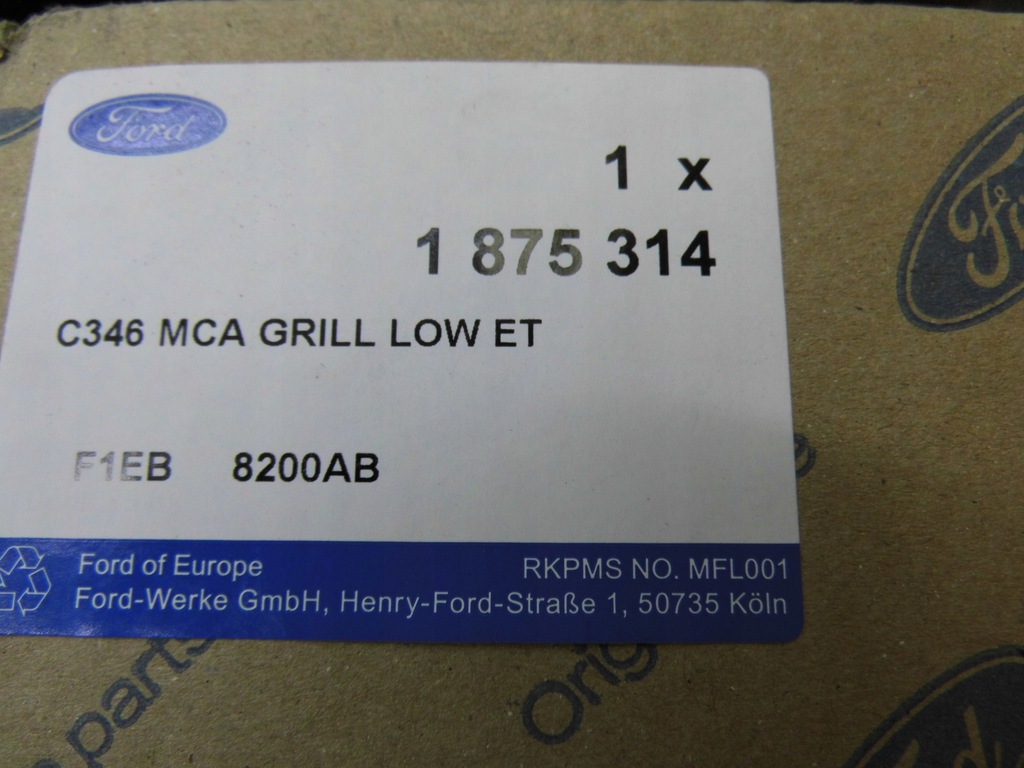 Ford
1 x
1 875 314
C346 MCA GRILL LOW ET
F1EB 8200AB
Ford of Europe
RKPMS NO. MFL001
Ford-Werke GmbH, Henry-Ford-Straße 1, 50735 Köln
parts